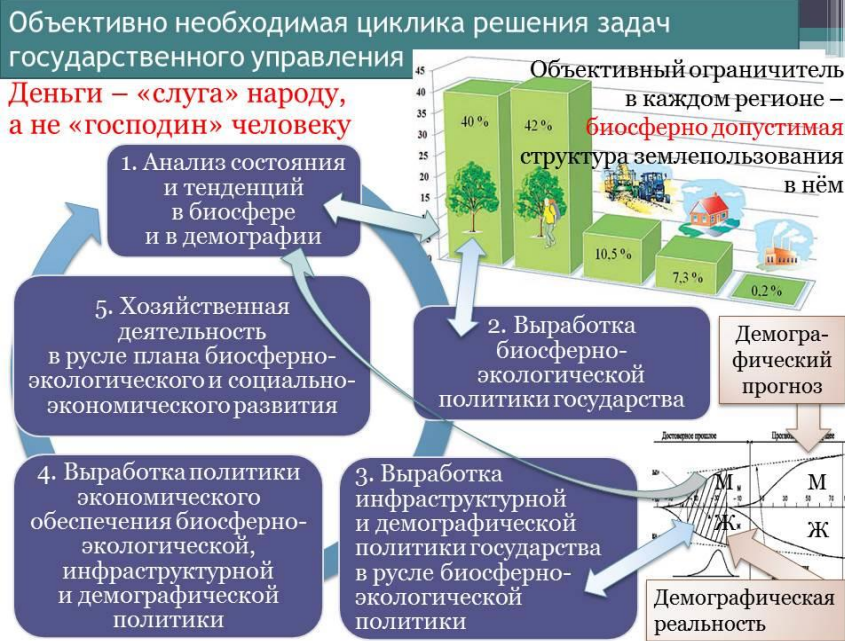 Объективно необходимая циклика решения задач
государственного управления
Деньги – «слуга» народу,
а не «господин» человеку
Объективный ограничитель
в каждом регионе –
биосферно допустимая
структура землепользования
в нём
45
40
35
30
25
20
15
40 %
42 %
10,5 %
7,3 %
0,2 %
1. Анализ состояния
и тенденций
в биосфере
и в демографии
5. Хозяйственная
деятельность
в русле плана биосферно-
экологического и социально-
экономического развития
2. Выработка
биосферно-
экологической
политики государства
Демогра-
фический
прогноз
4. Выработка политики
экономического
обеспечения биосферно-
экологической,
инфраструктурной
и демографической
политики
3. Выработка
инфраструктурной
и демографической
политики государства
в русле биосферно-
экологической
политики
Достоверное прошлое
М
М
Ж
Ж
Демографическая
реальность